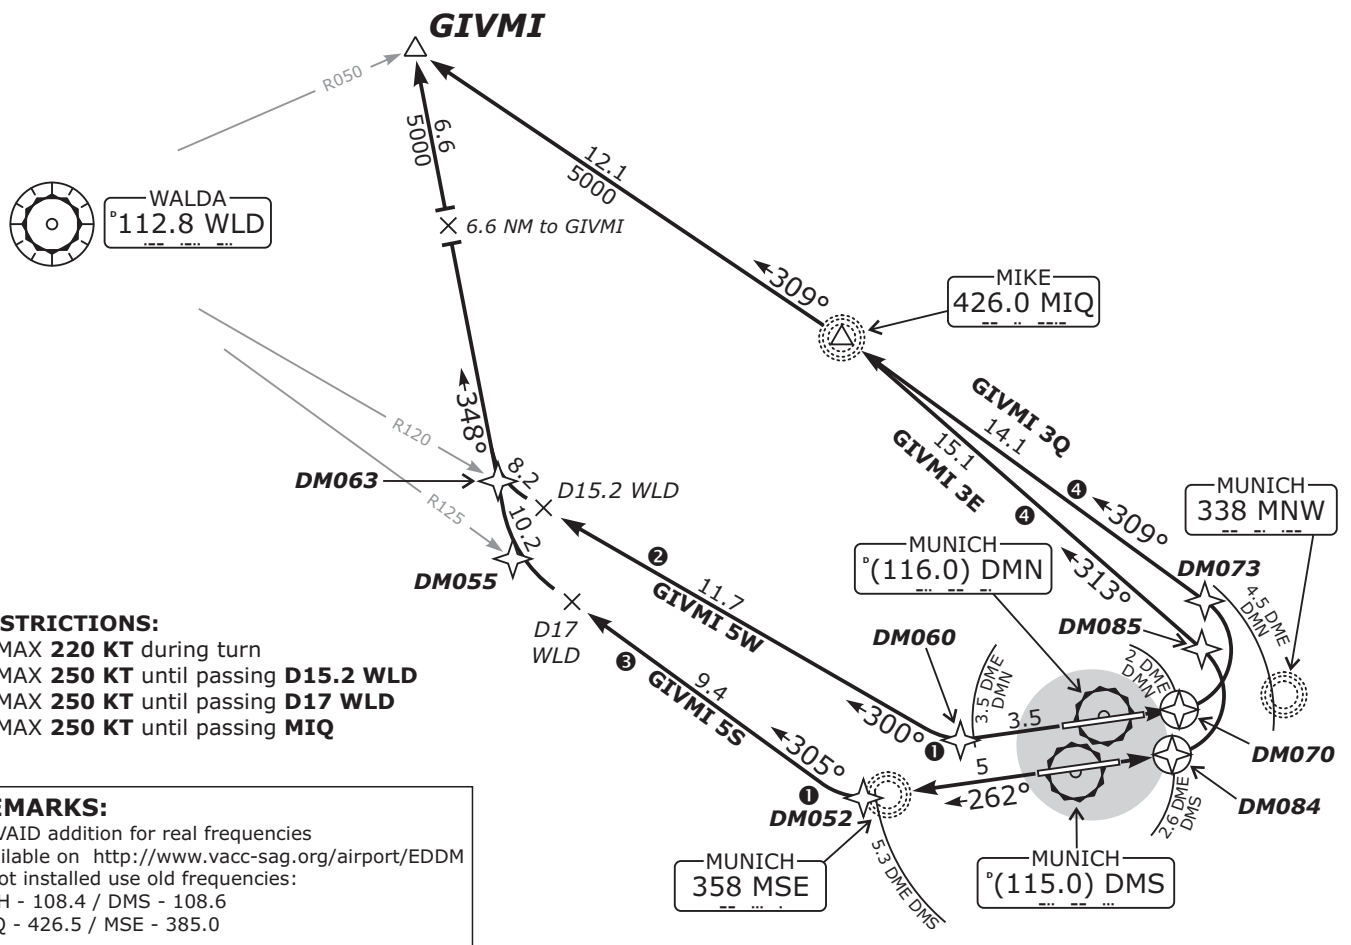 GIVMI
R050
6.6
5000
12.1
5000
WALDA
D112.8 WLD
6.6 NM to GIVMI
309°
MIKE
426.0 MIQ
GIVMI 3Q
14.1
15.1
GIVMI 3E
❹
❹
309°
313°
MUNICH
338 MNW
R120
348°
DM063
8.2
D15.2 WLD
R125
10.2
DM055
D17
WLD
❷
11.7
GIVMI 5W
❸
9.4
GIVMI 5S
MUNICH
D(116.0) DMN
DM073
4.5 DME
DMN
DM085
DM060
3.5 DME
DMN
2 DME
DMN
300°
❶
3.5
DM070
305°
❶
5
262°
DM052
DM084
2.6 DME
DMS
5.3 DME DMS
MUNICH
358 MSE
MUNICH
D(115.0) DMS
STRICTIONS:
MAX 220 KT during turn
MAX 250 KT until passing D15.2 WLD
MAX 250 KT until passing D17 WLD
MAX 250 KT until passing MIQ
EMARKS:
VAID addition for real frequencies
ilable on http://www.vacc-sag.org/airport/EDDM
ot installed use old frequencies:
H - 108.4 / DMS - 108.6
Q - 426.5 / MSE - 385.0